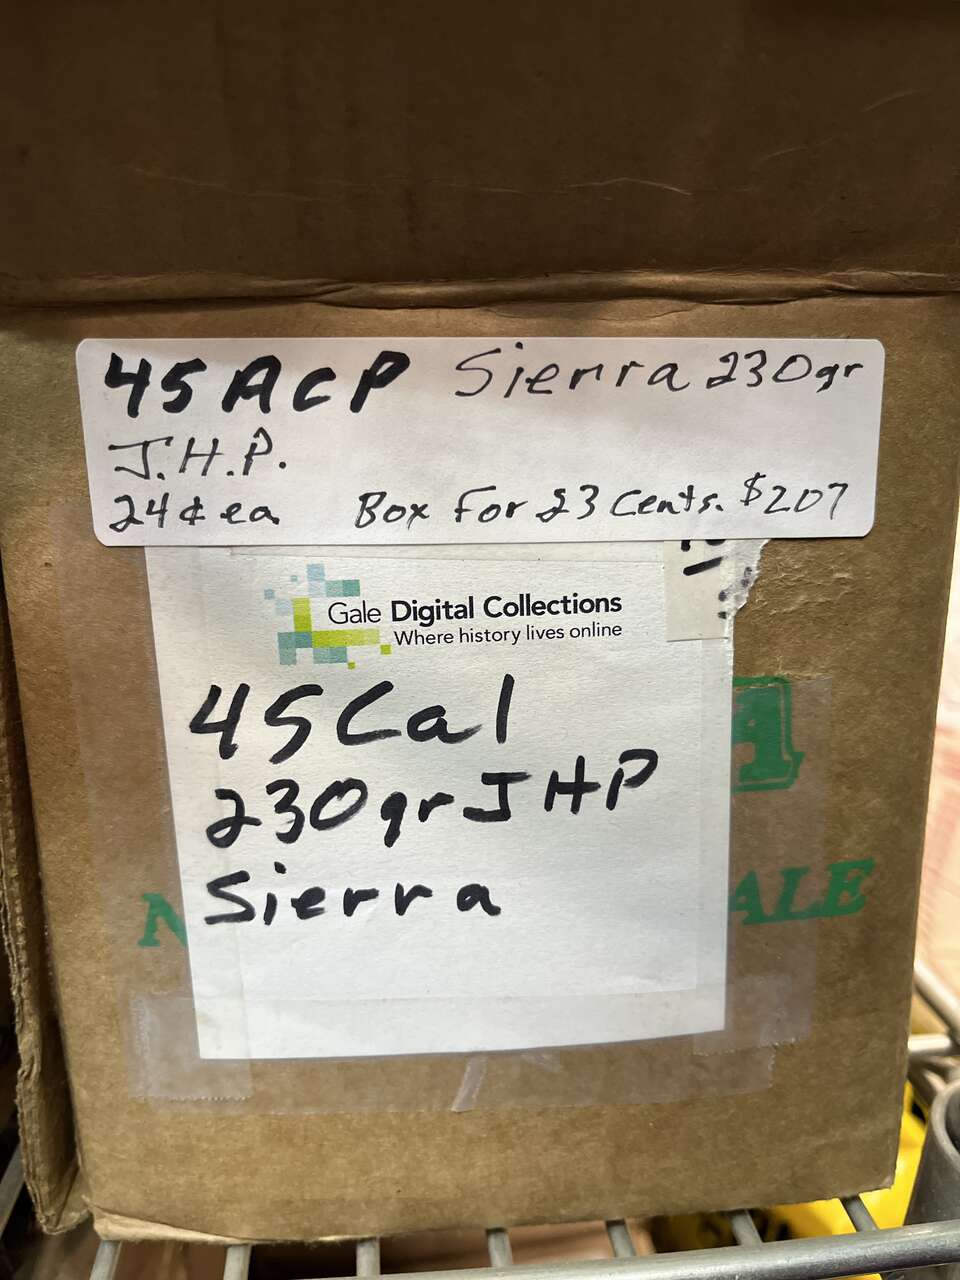 45 ACP Sierra 230gr
J.H.P.
24¢ ea Box For 23 cents. $207
Gale Digital Collections
Where history lives online
45 Cal
230gr JHP
Sierra